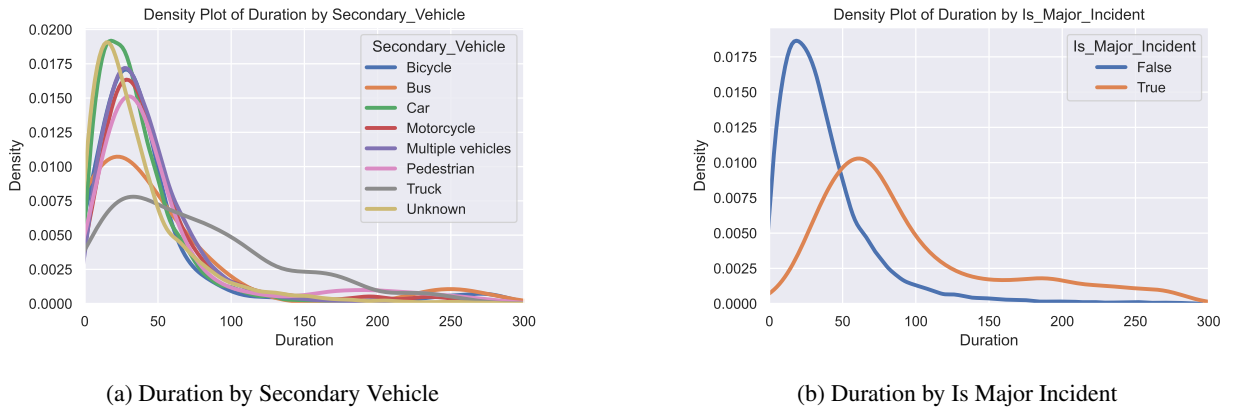 Density Plot of Duration by Secondary_Vehicle
0.0200
0.0175
0.0150
0.0125
0.0100
0.0075
0.0050
0.0025
0.0000
Density
0
50
100
150
200
250
300
Duration
Secondary_Vehicle
Bicycle
Bus
Car
Motorcycle
Multiple vehicles
Pedestrian
Truck
Unknown
(a) Duration by Secondary Vehicle
Density Plot of Duration by Is_Major_Incident
0.0175
0.0150
0.0125
0.0100
0.0075
0.0050
0.0025
0.0000
Density
0
50
100
150
200
250
300
Duration
Is_Major_Incident
False
True
(b) Duration by Is Major Incident